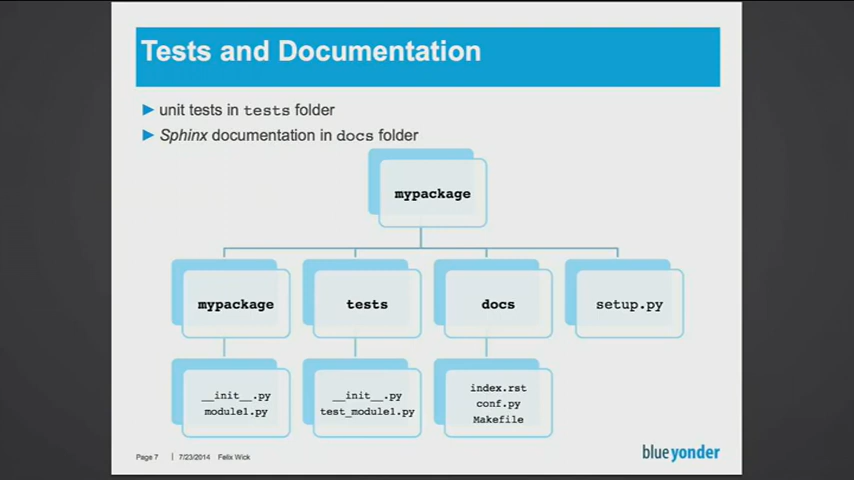 Tests and Documentation
unit tests in tests folder
Sphinx documentation in docs folder
mypackage
mypackage
tests
docs
setup.py
__init__.py
module1.py
__init__.py
test_module1.py
index.rst
conf.py
Makefile
Page 7 | 7/23/2014 Felix Wick
blueyonder